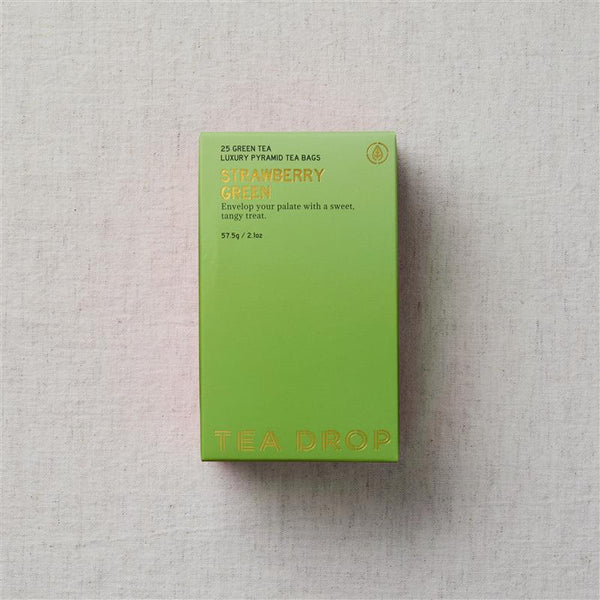 25 GREEN TEA
LUXURY PYRAMID TEA BAGS
STRAWBERRY
GREEN
Envelop your palate with a sweet,
tangy treat.
57.5g / 2.1oz
TEA DROP